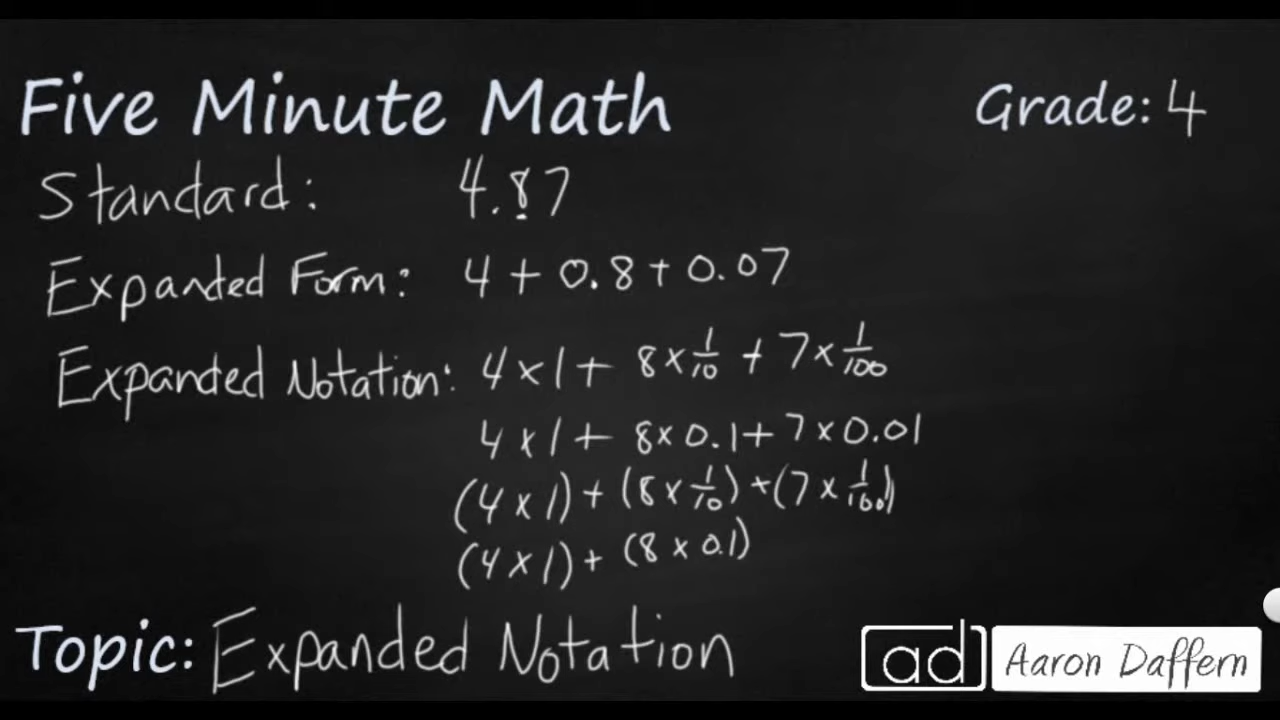 Five Minute Math Grade: 4
Standard: 4.87
Expanded Form: 4 + 0.8 + 0.07
Expanded Notation: 4 × 1 + 8 × 1/10 + 7 × 1/100
4 × 1 + 8 × 0.1 + 7 × 0.01
(4 × 1) + (8 × 1/10) + (7 × 1/100)
(4 × 1) + (8 × 0.1)
Topic: Expanded Notation
ad Aaron Daffern